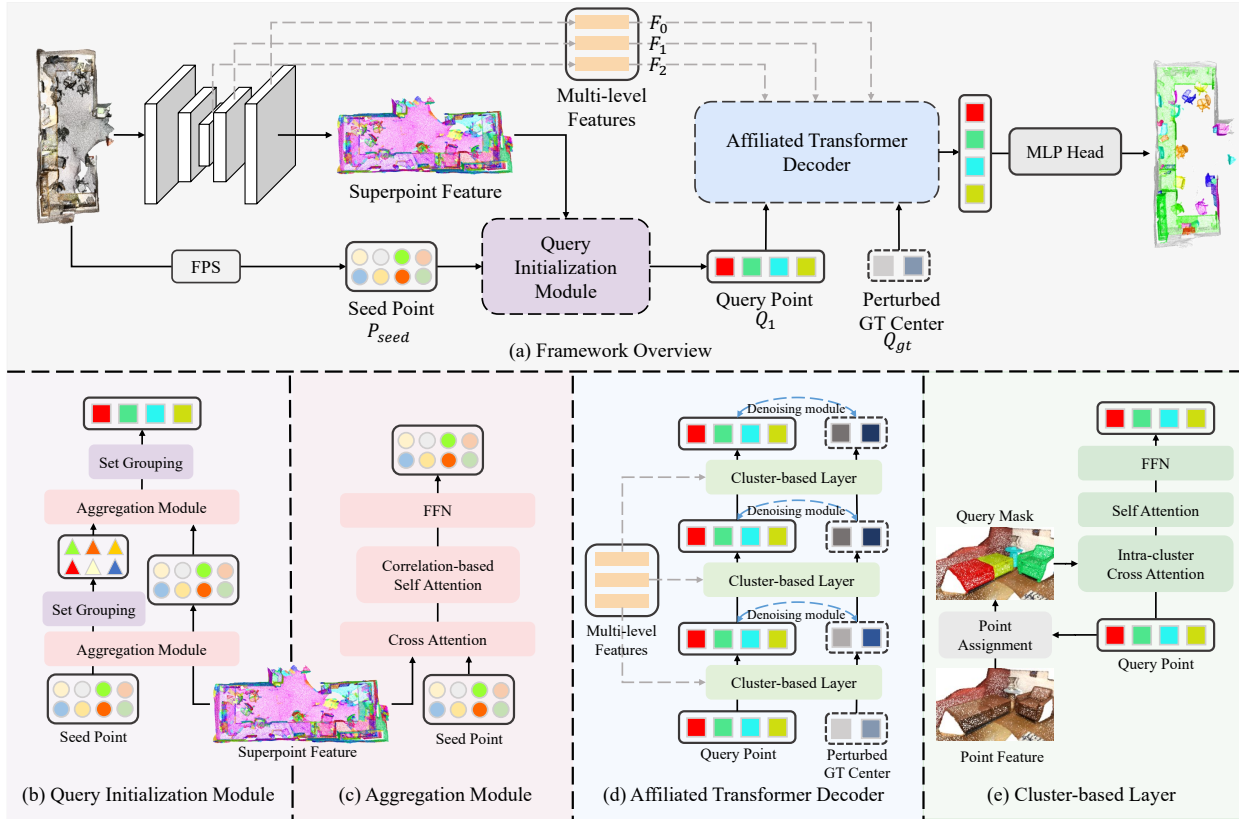 F0
F1
F2
Multi-level
Features
Superpoint Feature
Affiliated Transformer
Decoder
MLP Head
FPS
Seed Point
Pseed
Query
Initialization
Module
Query Point
Q1
Perturbed
GT Center
Qgt
(a) Framework Overview
Set Grouping
Aggregation Module
Set Grouping
Aggregation Module
Seed Point
Superpoint Feature
(b) Query Initialization Module
FFN
Correlation-based
Self Attention
Cross Attention
Seed Point
(c) Aggregation Module
Denoising module
Cluster-based Layer
Denoising module
Cluster-based Layer
Multi-level
Features
Denoising module
Cluster-based Layer
Query Point
Perturbed
GT Center
(d) Affiliated Transformer Decoder
FFN
Self Attention
Query Mask
Intra-cluster
Cross Attention
Point
Assignment
Query Point
Point Feature
(e) Cluster-based Layer